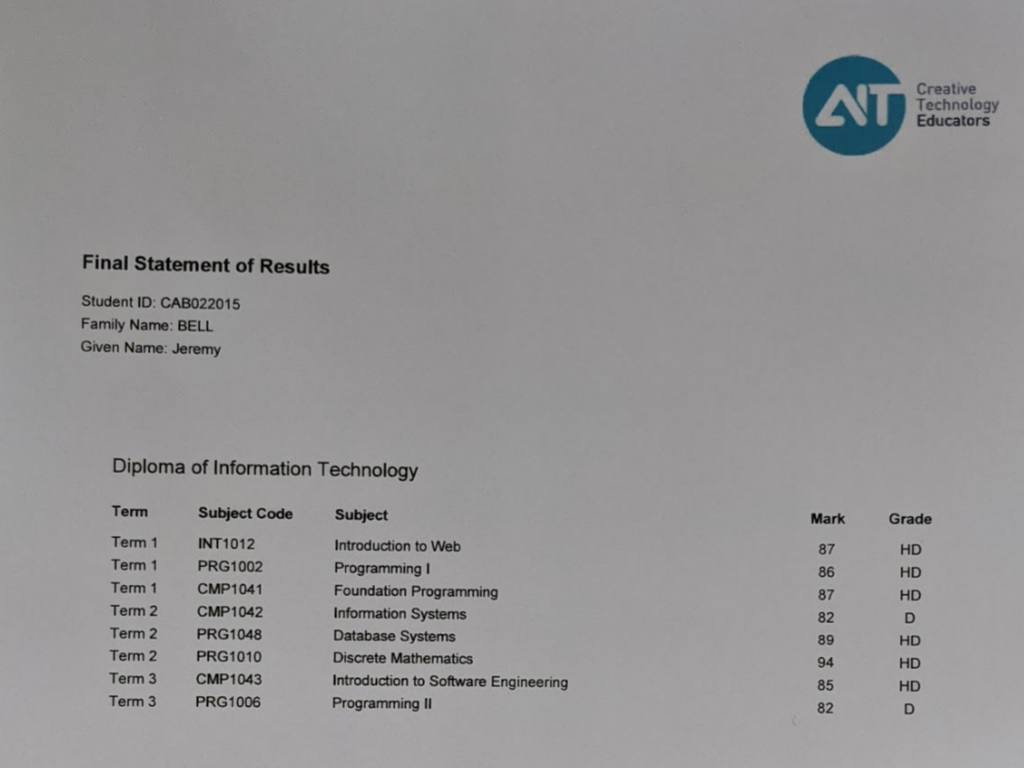 AIT
Creative
Technology
Educators
Final Statement of Results
Student ID: CAB022015
Family Name: BELL
Given Name: Jeremy
Diploma of Information Technology
Term Subject Code Subject Mark Grade
Term 1 INT1012 Introduction to Web 87 HD
Term 1 PRG1002 Programming I 86 HD
Term 1 CMP1041 Foundation Programming 87 HD
Term 2 CMP1042 Information Systems 82 D
Term 2 PRG1048 Database Systems 89 HD
Term 2 PRG1010 Discrete Mathematics 94 HD
Term 3 CMP1043 Introduction to Software Engineering 85 HD
Term 3 PRG1006 Programming II 82 D